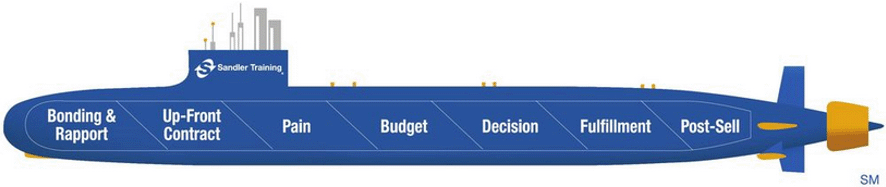 Sandler Training
Bonding &
Rapport
Up-Front
Contract
Pain
Budget
Decision
Fulfillment
Post-Sell
SM